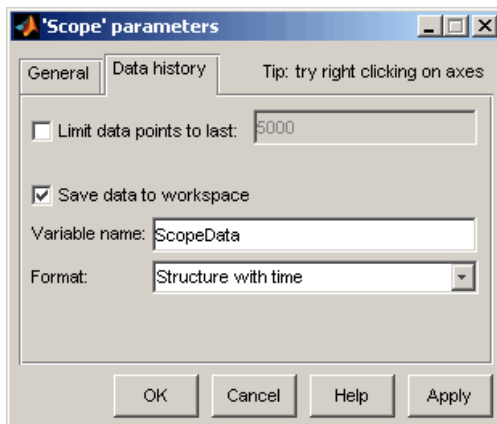 'Scope' parameters
General
Data history
Tip: try right clicking on axes
Limit data points to last: 5000
Save data to workspace
Variable name: ScopeData
Format: Structure with time
OK Cancel Help Apply